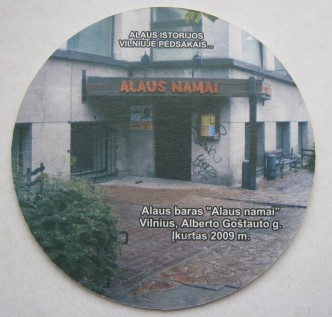 ALAUS ISTORIJOS
VILNIUJE PĖDSAKAIS...
ALAUS NAMAI
Alaus baras "Alaus namai"
Vilnius, Alberto Goštauto g.
Įkurtas 2009 m.